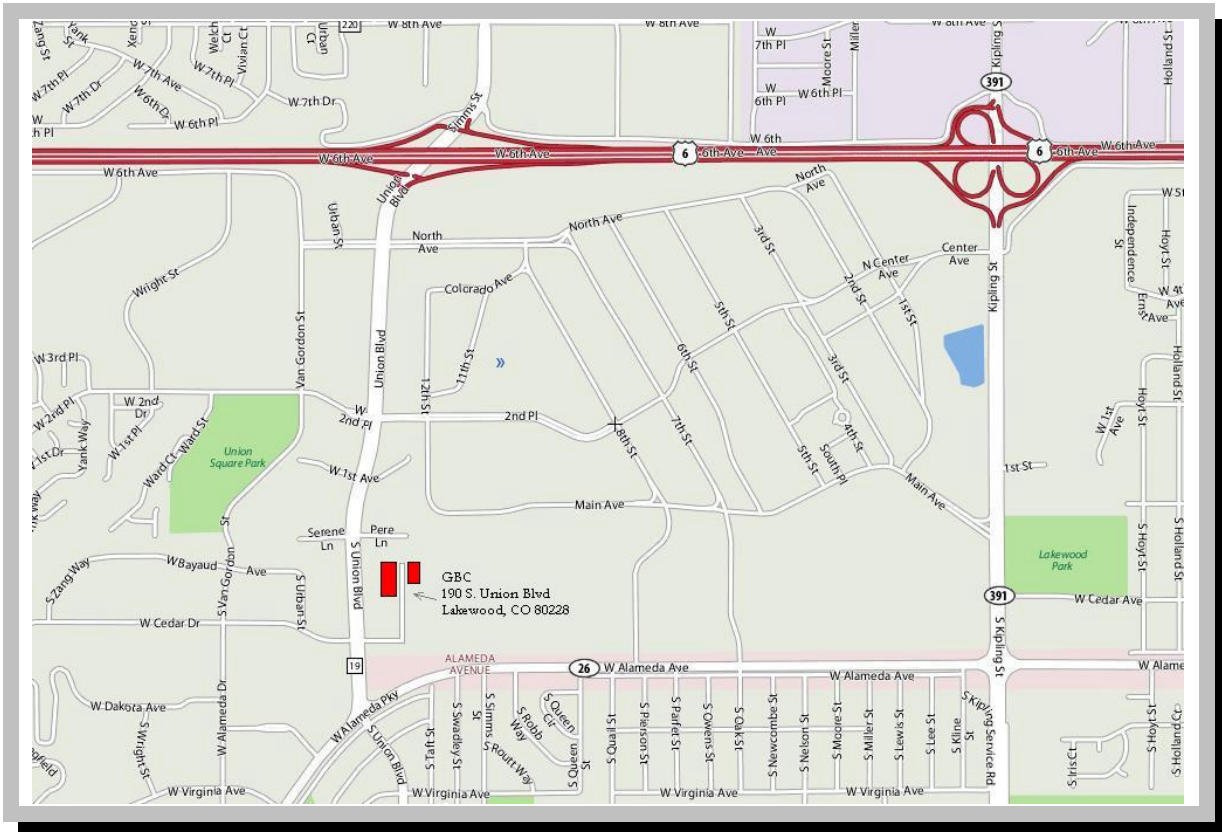 W 8th Ave
W 8th Ave
W 8th Ave
220
Zang St
Yank
St
Xeno
Ct
Welch
Ct
Vivian Ct
Urban
Ct
W 7th Pl
W 7th Dr
W 7th Ave
W 7th Pl
W 6th Dr
W 6th Pl
W 7th Dr
W
7th Pl
Moore St
Miller
W
6th Pl
W 6th Pl
W 6th
Kipling S
391
Holland St
Simms St
W
th Pl
W 6th Ave
W 6th Ave
6
6th Ave
Ave
6
6th Ave
W 6th Ave
W 6th Ave
Union
Blvd
Urban St
North
Ave
North Ave
North
Ave
3rd St
N Center
Ave
Center
Ave
W 5t
Independence
St
Hoyt St
W 4t
Ave
Ernst
Ave
Wright St
Colorado Ave
2nd St
1st St
Kipling St
5th St
Van Gordon St
Union Blvd
11th St
12th St
»
6th St
3rd St
W 3rd Pl
W 2nd Pl
W 2nd
Dr
W 1st Pl
Yank Way
Ward St
Ward Ct
W
2nd Pl
2nd Pl
8th St
7th St
4th St
5th St
South Pl
Holland St
Hoyt St
W 1st
Ave
1st St
Union
Square Park
W 1st Ave
Main Ave
Main Ave
Serene
Ln
Pere
Ln
S Union Blvd
S Zang Way
W Bayaud
Ave
S Van Gordon
St
S Urban St
GBC
190 S. Union Blvd
Lakewood, CO 80228
Lakewood
Park
S Hoyt St
S Holland St
391
W Cedar Ave
W Cedar Dr
19
ALAMEDA
AVENUE
26
W Alameda Ave
W Alameda Ave
W Alame
S Kipling St
W Dakota Ave
S Wright St
W Alameda Dr
W Alameda Pky
S Union Blvd
S Taft St
S Swadley St
S Simms
St
S Robb
Way
S Routt Way
S Queen
Cir
S Queen
St
S Quail St
S Pierson St
S Parfet St
S Owens St
S Oak St
S Newcombe St
S Nelson St
S Moore St
S Miller St
S Lewis St
S Lee St
S Kline
St
S Kipling Service Rd
S Iris Ct
S Hoyt Ct
S Holland Ct
W Virginia Ave
W Virginia Ave
W Virginia Ave
W Virginia Ave